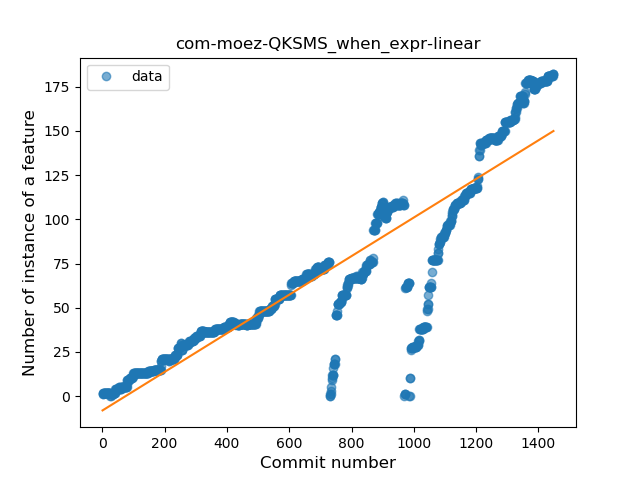 com-moez-QKSMS_when_expr-linear
data
Number of instance of a feature
175
150
125
100
75
50
25
0
0 200 400 600 800 1000 1200 1400
Commit number